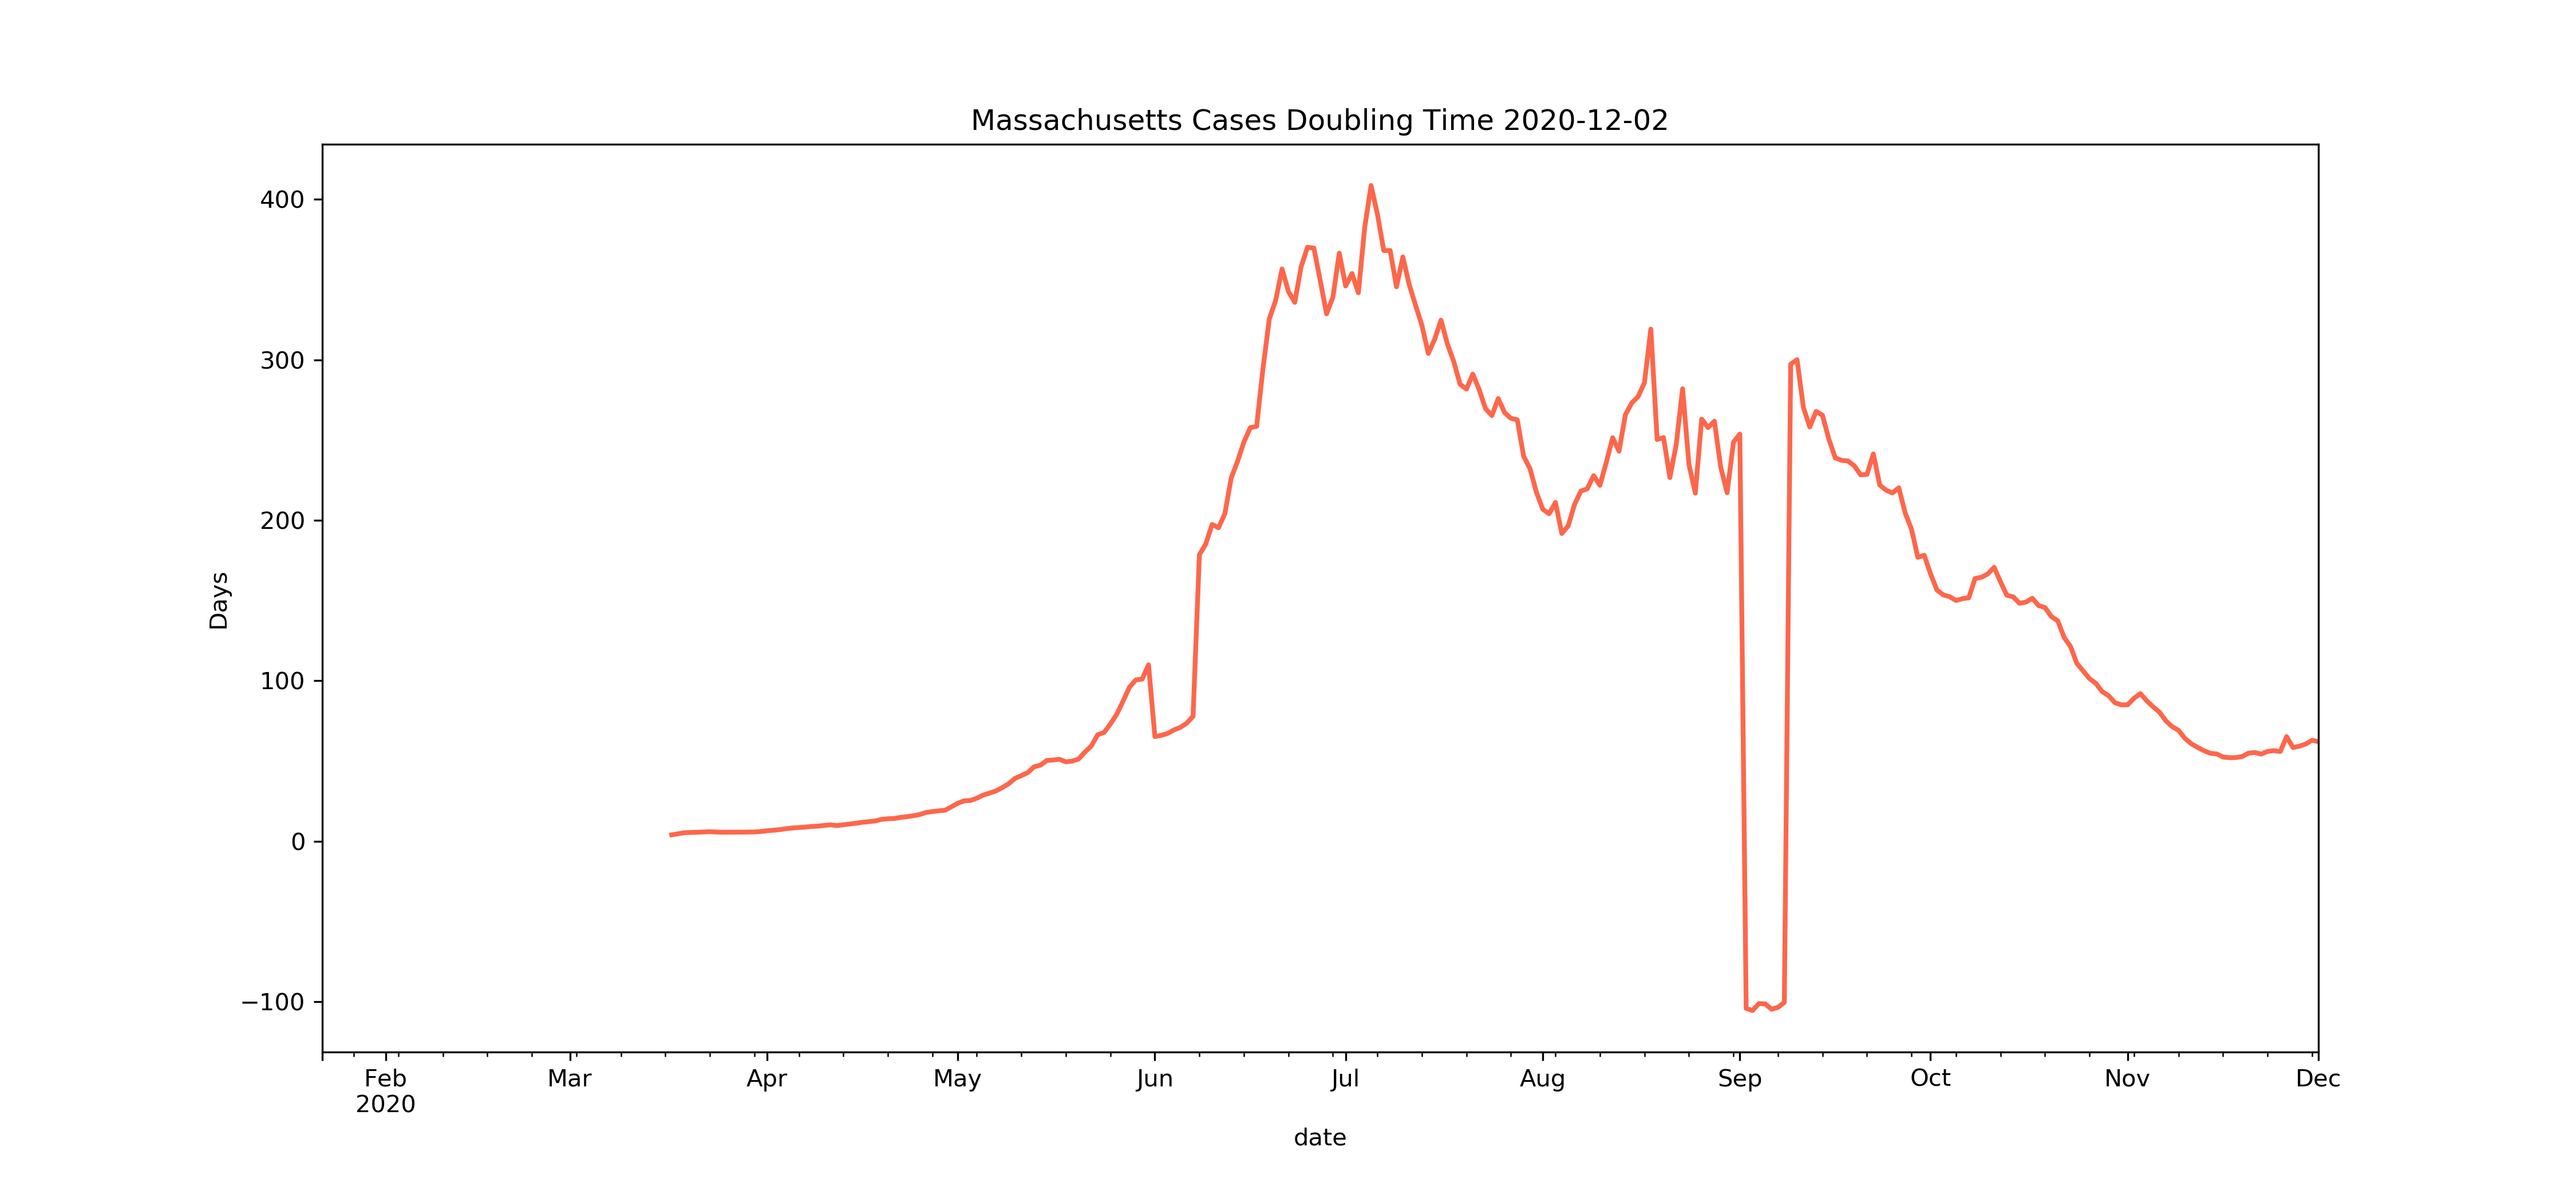 Massachusetts Cases Doubling Time 2020-12-02
400
300
200
100
0
−100
Days
Feb Mar Apr May Jun Jul Aug Sep Oct Nov Dec
2020
date